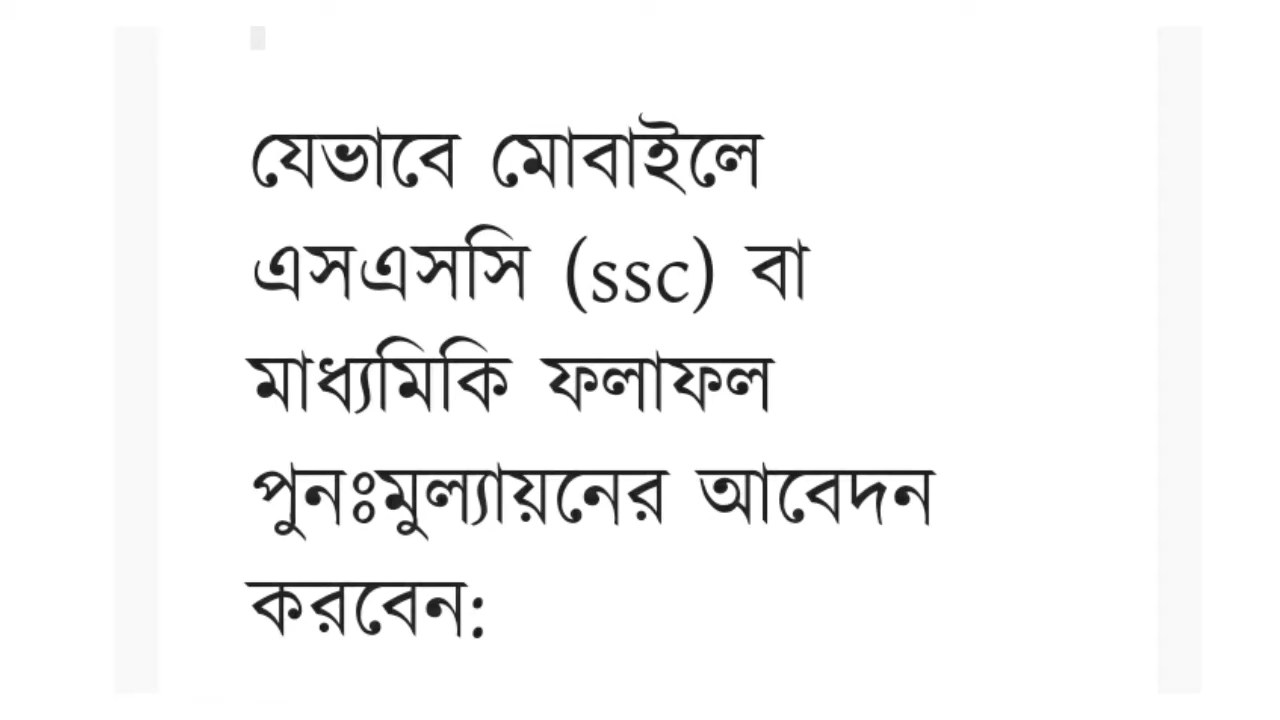 যেভাবে মোবাইলে
এসএসসি (ssc) বা
মাধ্যমিকি ফলাফল
পুনঃমুল্যায়নের আবেদন
করবেন: